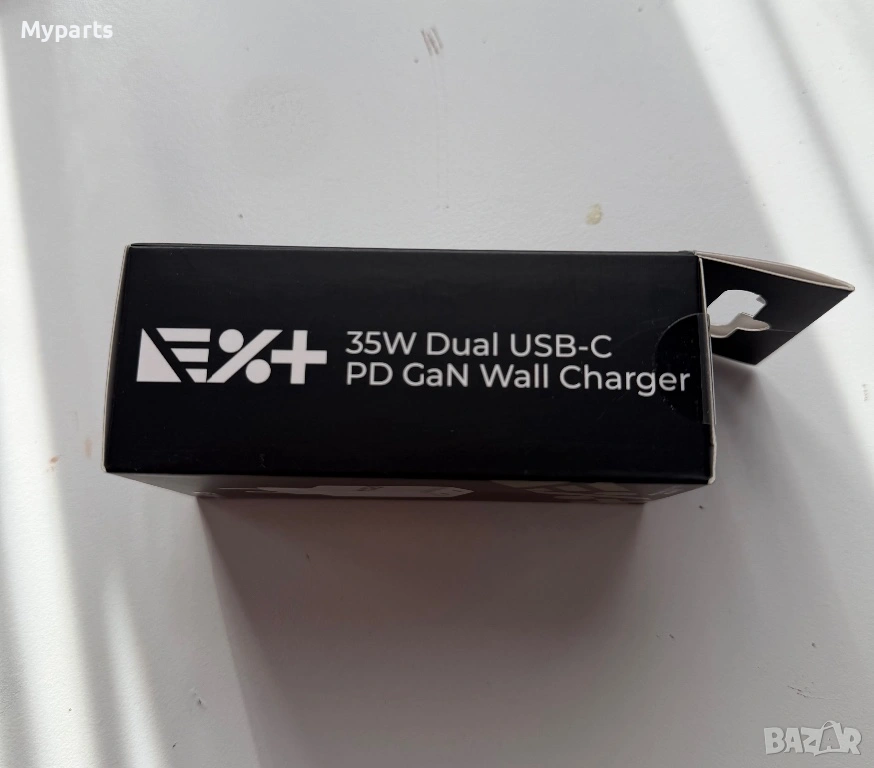 Myparts
35W Dual USB-C
PD GaN Wall Charger
BAZAR